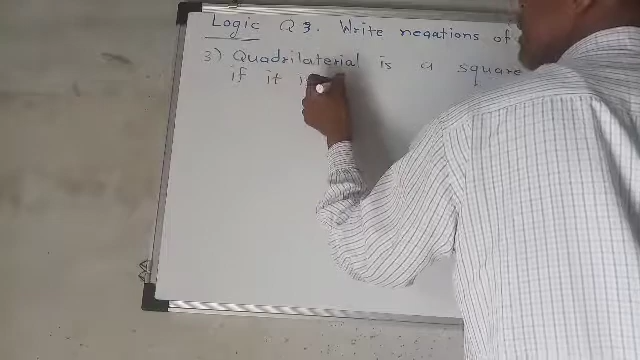 Logic Q3. Write negations of
3) Quadrilaterial is a square
if it